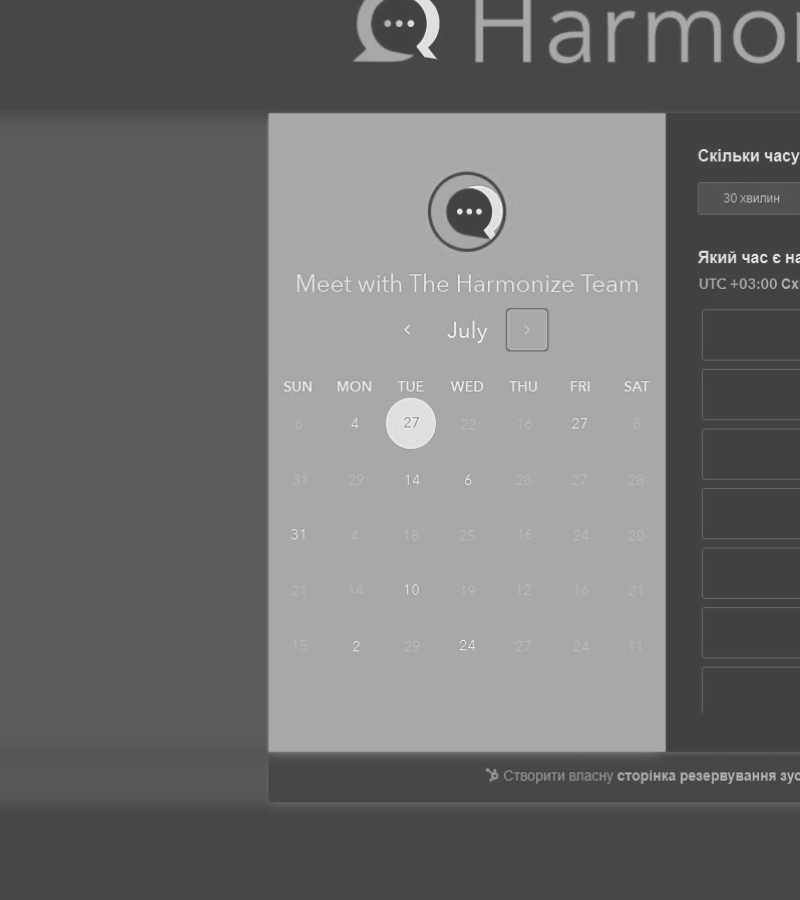 Harmon
Meet with The Harmonize Team
July
SUN MON TUE WED THU FRI SAT
6 4 27 22 16 27 8
31 29 14 6 28 27 28
31 4 18 25 16 24 20
21 14 10 19 12 16 21
15 2 29 24 27 24 11
Скільки часу
30 хвилин
Який час є на
UTC +03:00 Сх
Створити власну сторінка резервування зус